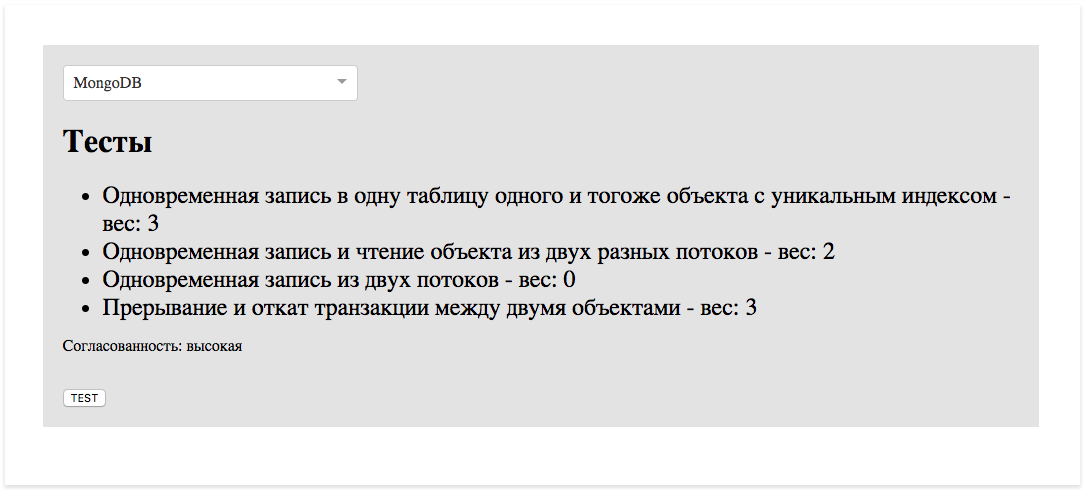 MongoDB
Тесты
Одновременная запись в одну таблицу одного и тогоже объекта с уникальным индексом -
вес: 3
Одновременная запись и чтение объекта из двух разных потоков - вес: 2
Одновременная запись из двух потоков - вес: 0
Прерывание и откат транзакции между двумя объектами - вес: 3
Согласованность: высокая
TEST